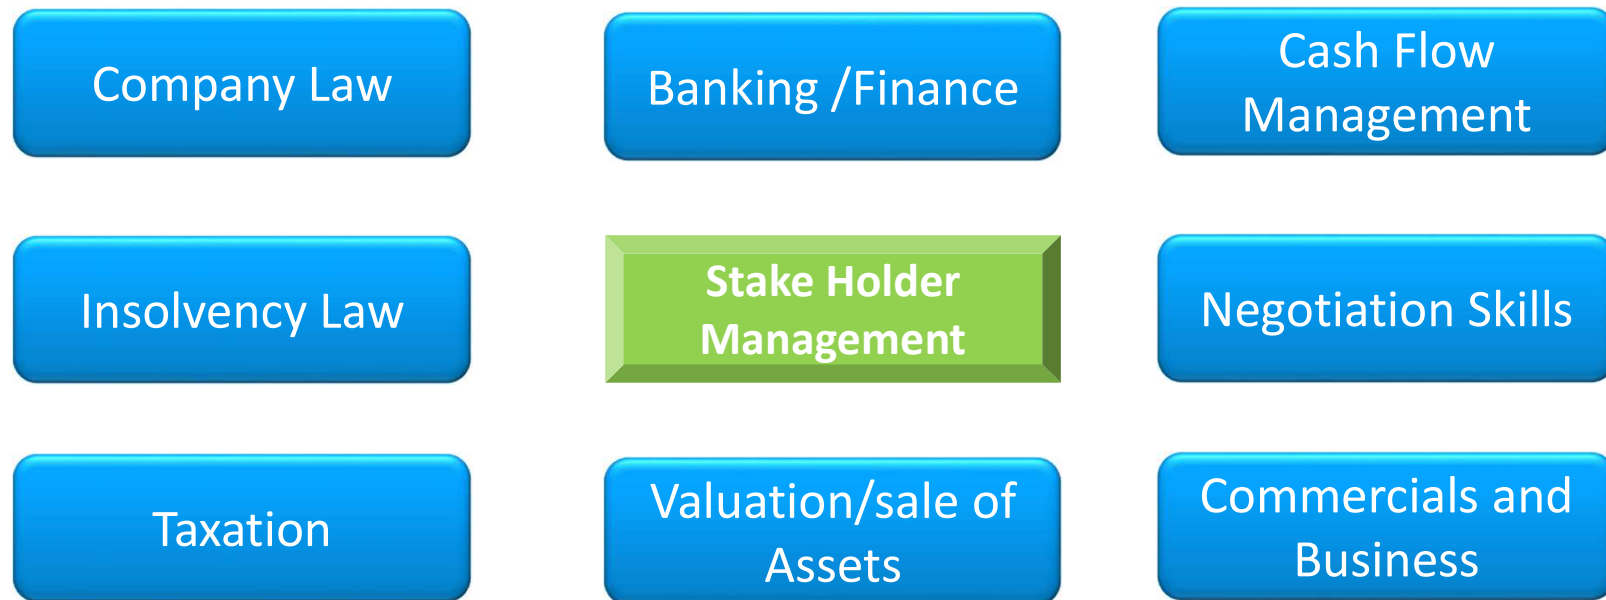 Company Law
Banking /Finance
Cash Flow
Management
Insolvency Law
Stake Holder
Management
Negotiation Skills
Taxation
Valuation/sale of
Assets
Commercials and
Business